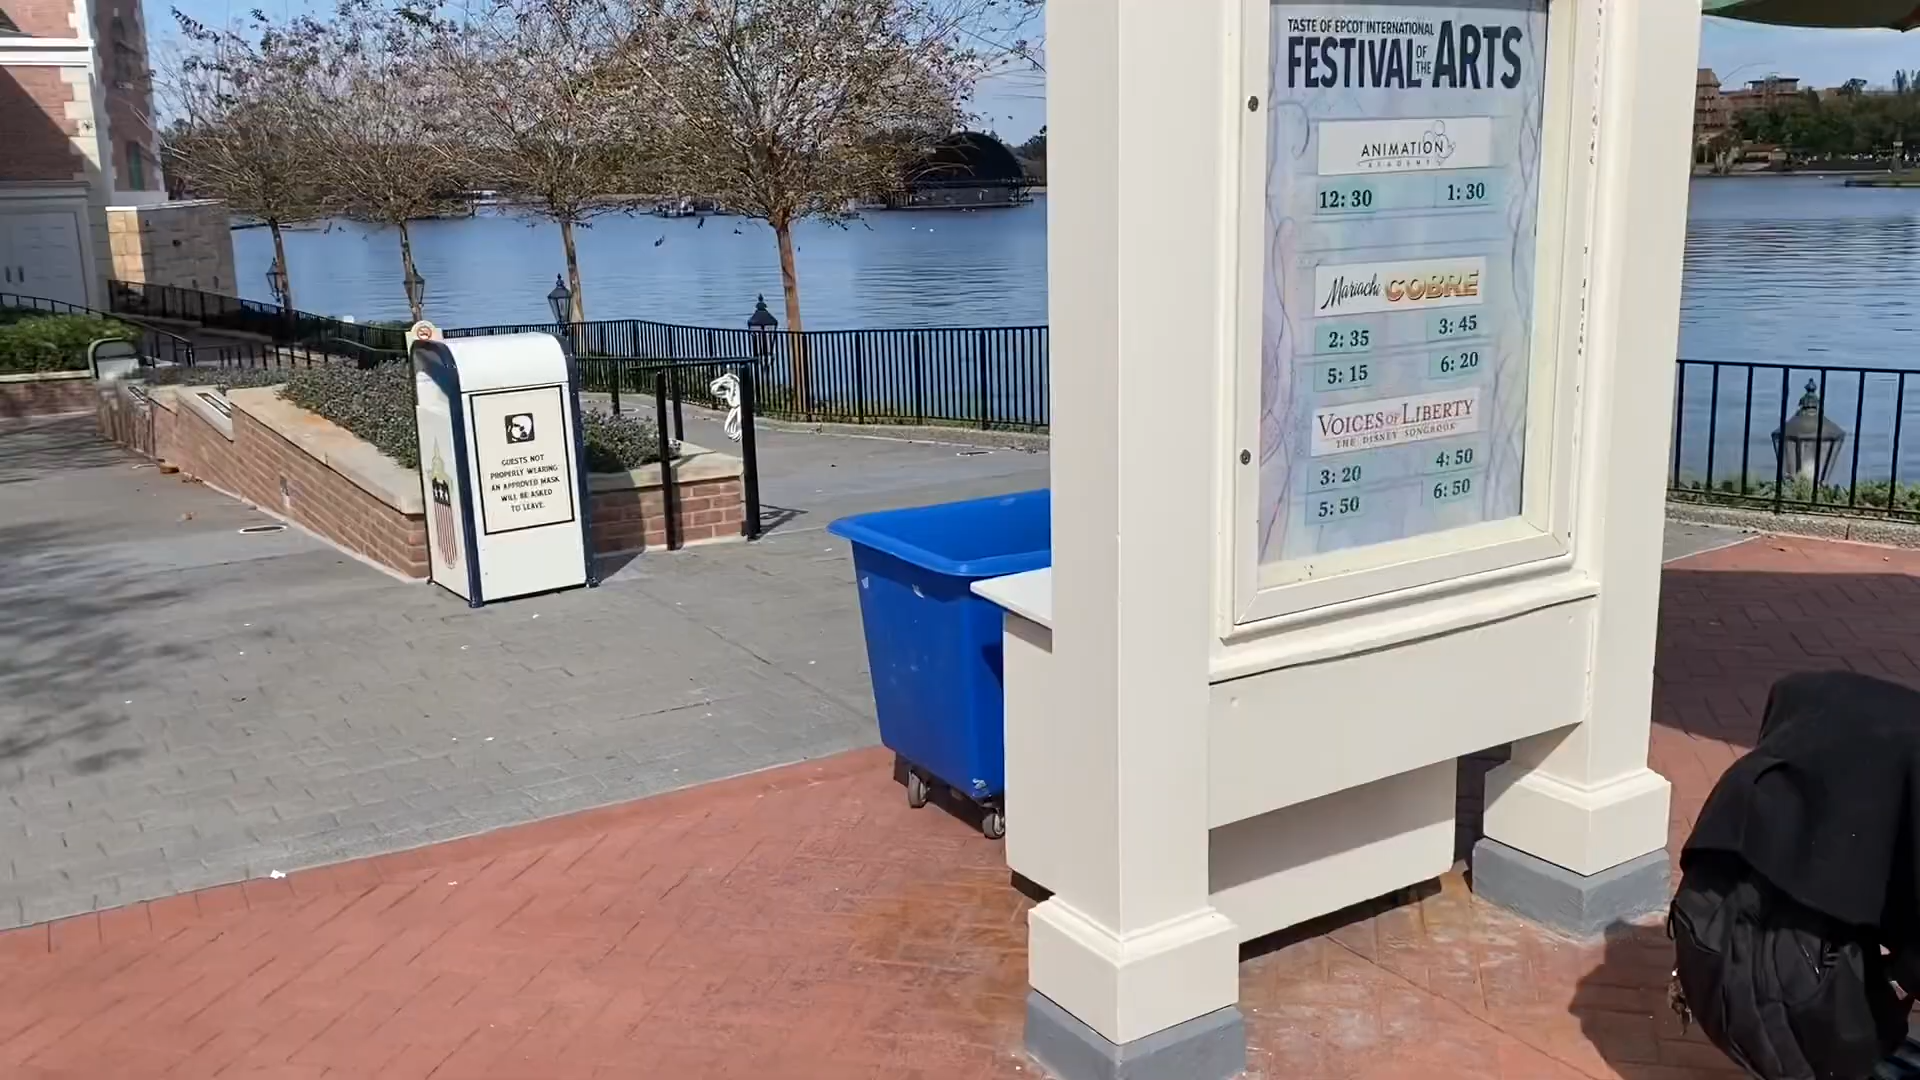 TASTE OF EPCOT INTERNATIONAL
FESTIVAL OF THE ARTS
ANIMATION
ACADEMY
12:30 1:30
Mariachi COBRE
2:35 3:45
5:15 6:20
VOICES OF LIBERTY
THE DISNEY SONGBOOK
3:20 4:50
5:50 6:50
GUESTS NOT
PROPERLY WEARING
AN APPROVED MASK
WILL BE ASKED
TO LEAVE.